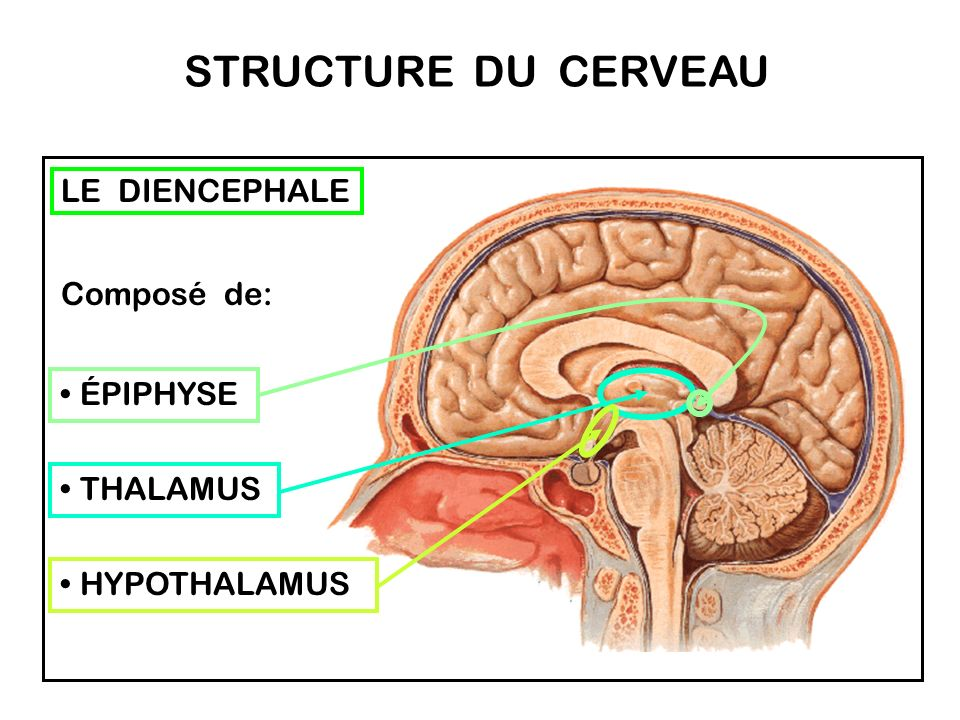 STRUCTURE DU CERVEAU
LE DIENCEPHALE
Composé de:
• ÉPIPHYSE
• THALAMUS
• HYPOTHALAMUS